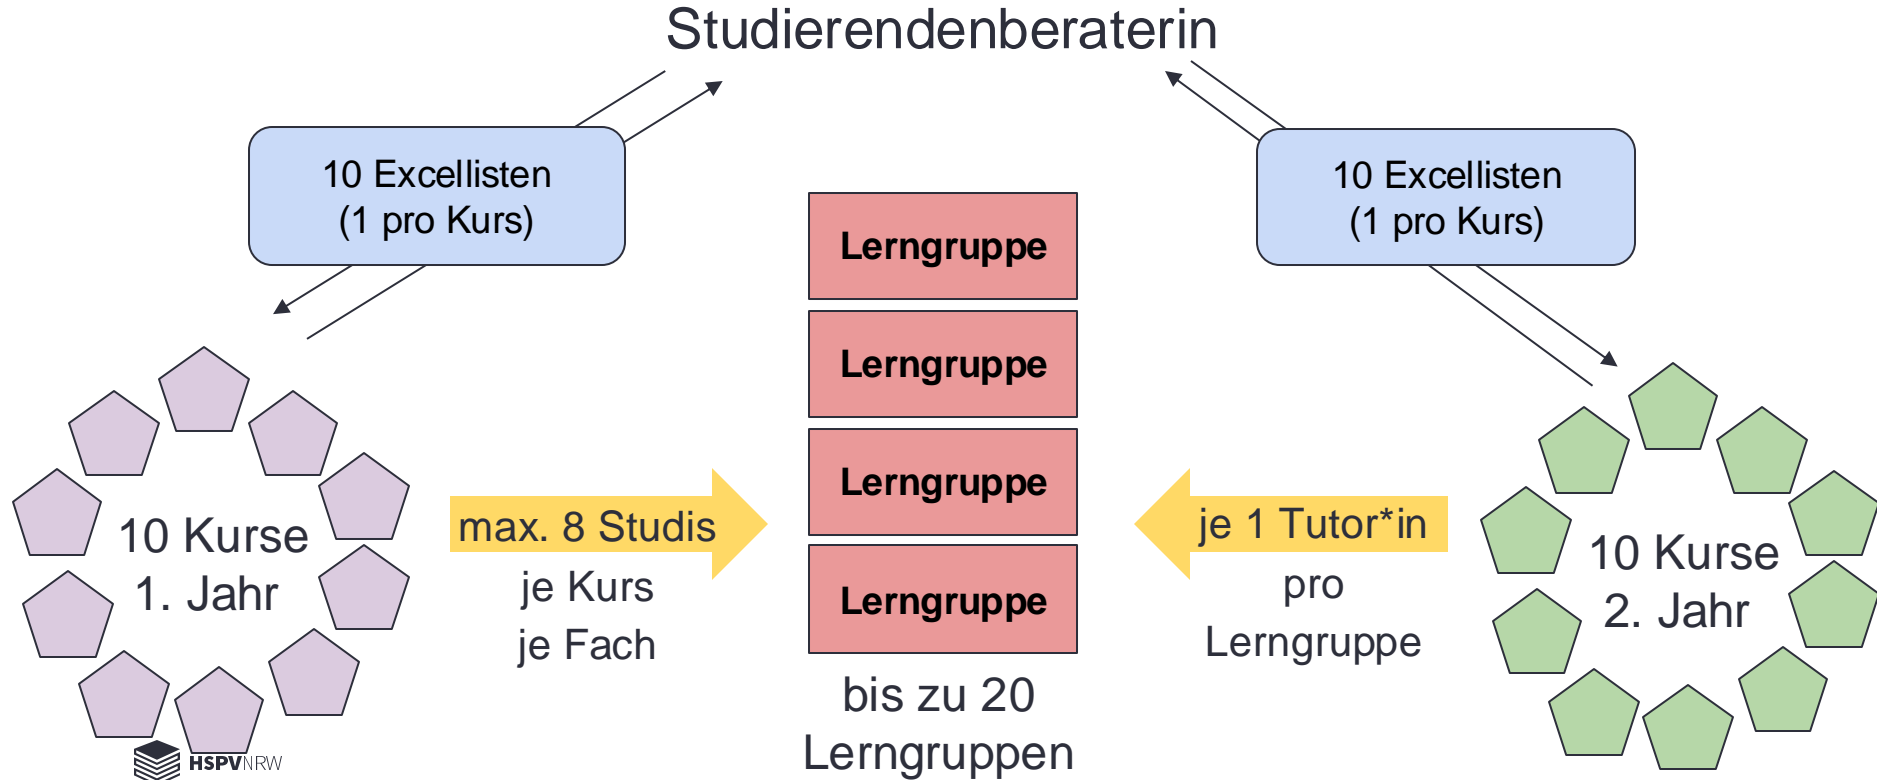 Studierendenberaterin
10 Excellisten
(1 pro Kurs)
10 Excellisten
(1 pro Kurs)
Lerngruppe
Lerngruppe
Lerngruppe
Lerngruppe
10 Kurse
1. Jahr
max. 8 Studis
je Kurs
je Fach
je 1 Tutor*in
pro
Lerngruppe
10 Kurse
2. Jahr
bis zu 20
Lerngruppen
HSPVNRW